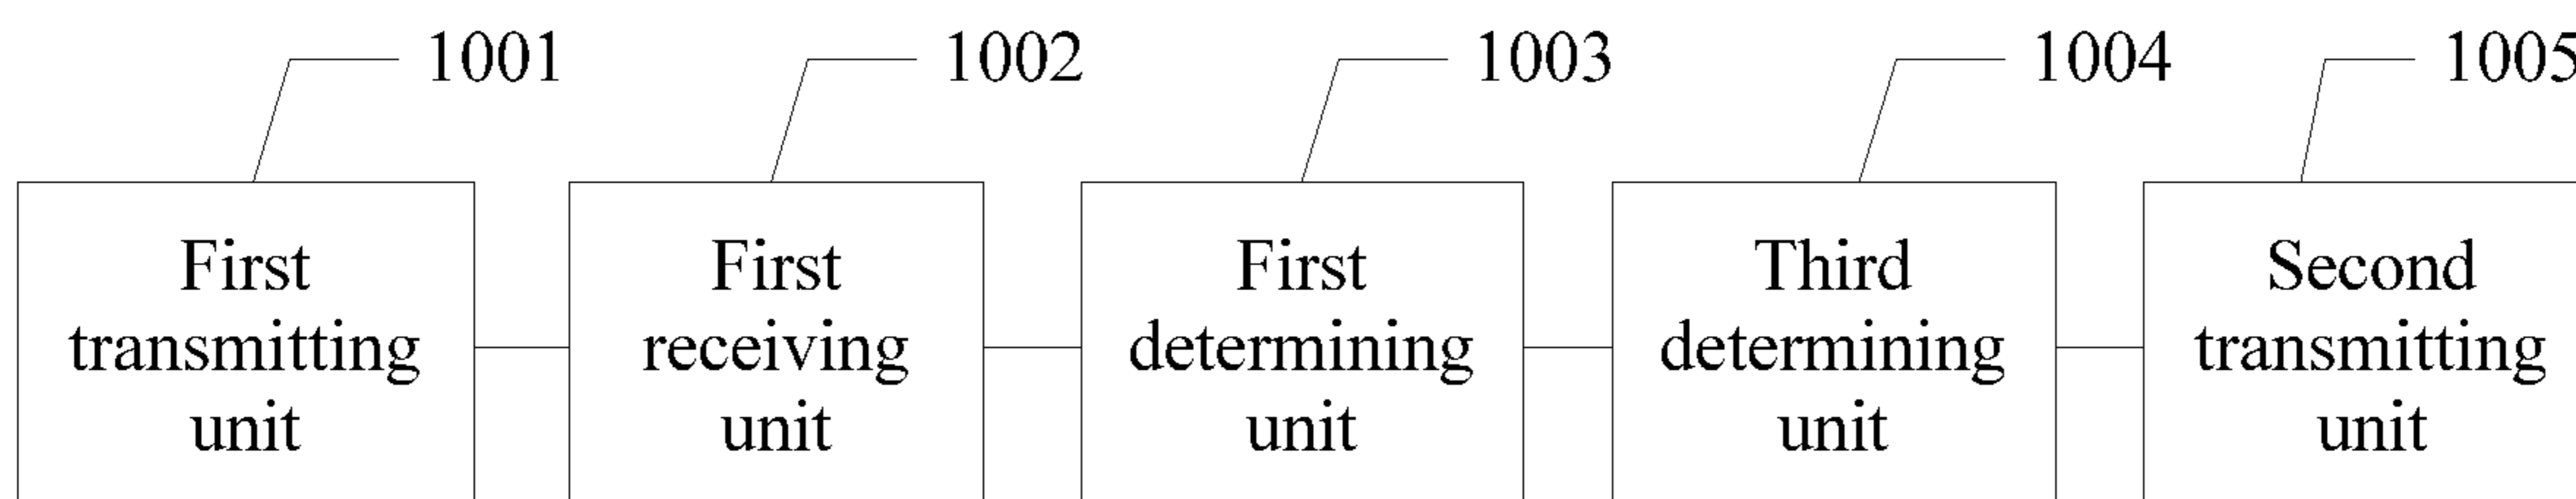 1001
1002
1003
1004
1005
First
transmitting
unit
First
receiving
unit
First
determining
unit
Third
determining
unit
Second
transmitting
unit